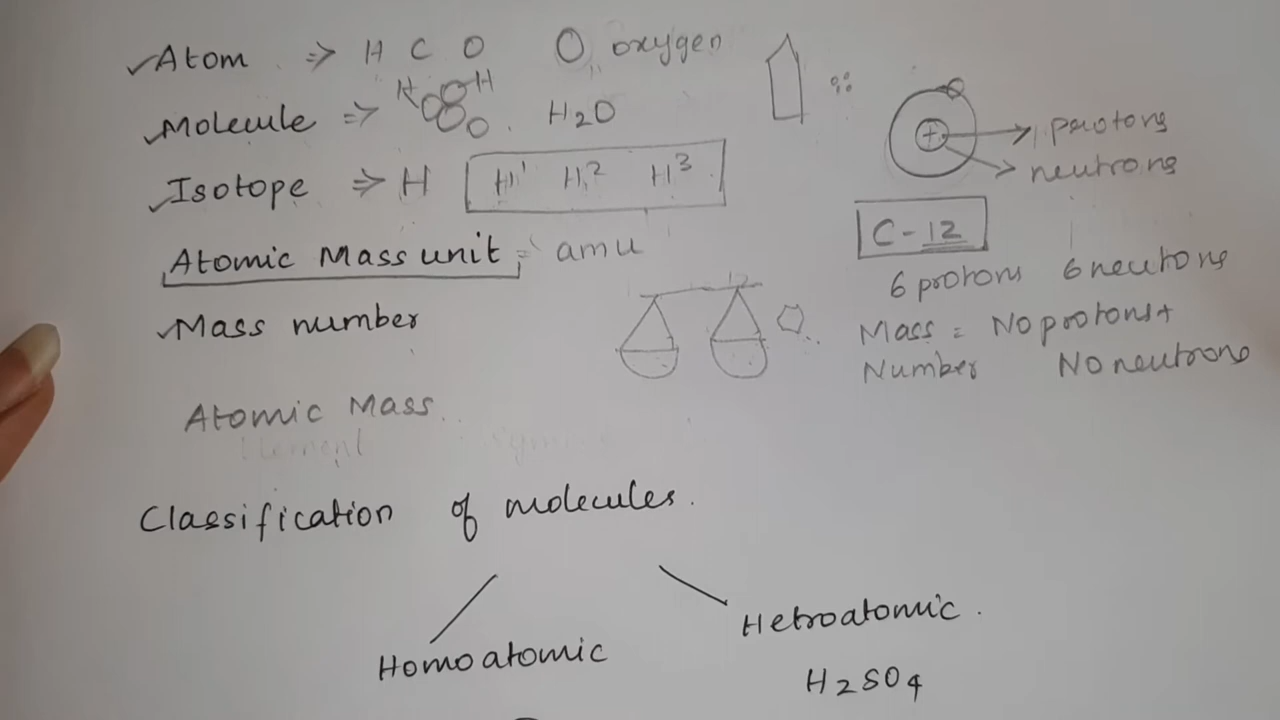 Atom => H C O O oxygen
Molecule => H H O H2O
Isotope => H H1 H2 H3
Atomic Mass unit = amu
Mass number
Atomic Mass
protons
neutrons
C-12
6 protons 6 neutrons
Mass = No protons +
Number No neutrons
Classification of molecules.
Homoatomic
Hetroatomic.
H2SO4